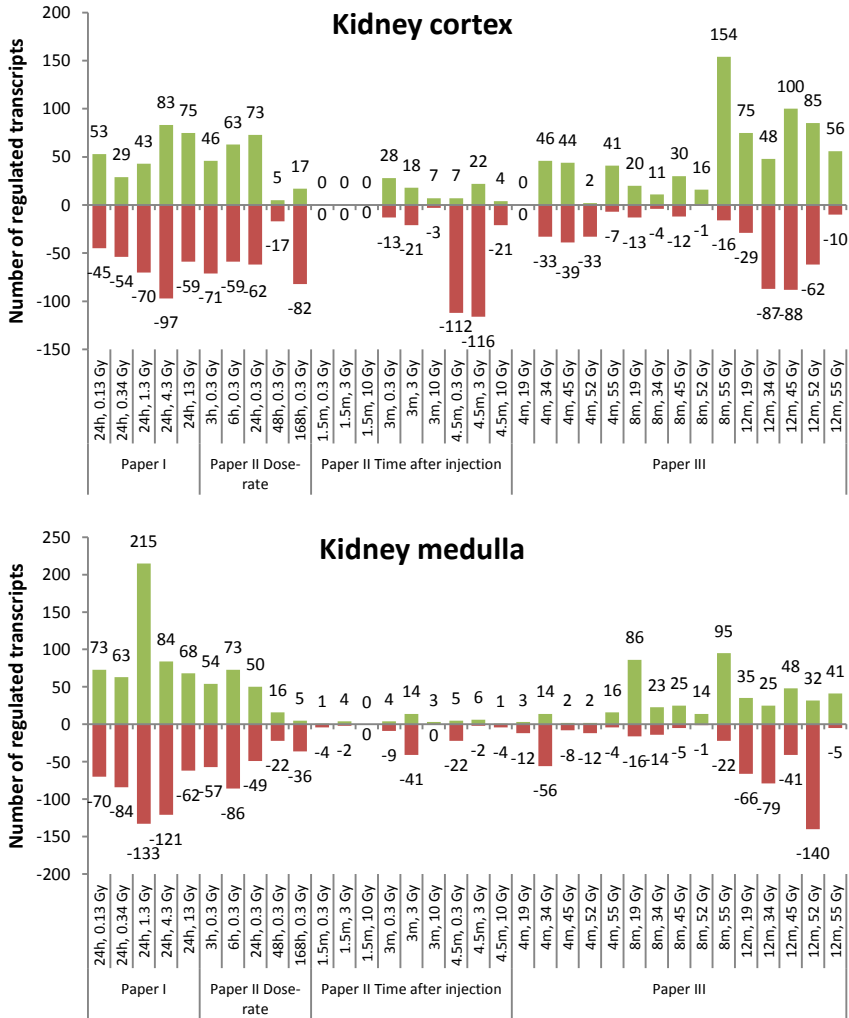 Kidney cortex
Number of regulated transcripts
200
150
100
50
0
-50
-100
-150
53 29 43 83 75 46 63 73 5 17 0 0 0 28 18 7 7 22 4 0 46 44 2 41 20 11 30 16 154 75 48 100 85 56
-45 -54 -70 -97 -59 -71 -59 -62 -17 -82 0 0 0 -13 -21 -3 -112 -116 -21 0 -33 -39 -33 -7 -13 -4 -12 -1 -16 -29 -87 -88 -62 -10
24h, 0.13 Gy
24h, 0.34 Gy
24h, 1.3 Gy
24h, 4.3 Gy
24h, 13 Gy
3h, 0.3 Gy
6h, 0.3 Gy
24h, 0.3 Gy
48h, 0.3 Gy
168h, 0.3 Gy
1.5m, 0.3 Gy
1.5m, 3 Gy
1.5m, 10 Gy
3m, 0.3 Gy
3m, 3 Gy
3m, 10 Gy
4.5m, 0.3 Gy
4.5m, 3 Gy
4.5m, 10 Gy
4m, 19 Gy
4m, 34 Gy
4m, 45 Gy
4m, 52 Gy
4m, 55 Gy
8m, 19 Gy
8m, 34 Gy
8m, 45 Gy
8m, 52 Gy
8m, 55 Gy
12m, 19 Gy
12m, 34 Gy
12m, 45 Gy
12m, 52 Gy
12m, 55 Gy
Paper I
Paper II Dose-
rate
Paper II Time after injection
Paper III
Kidney medulla
Number of regulated transcripts
250
200
150
100
50
0
-50
-100
-150
-200
73 63 215 84 68 54 73 50 16 5 1 4 0 4 14 3 5 6 1 3 14 2 2 16 86 23 25 14 95 35 25 48 32 41
-70 -84 -133 -121 -62 -57 -86 -49 -22 -36 -4 -2 0 -9 -41 0 -22 -2 -4 -12 -56 -8 -12 -4 -16 -14 -5 -1 -22 -66 -79 -41 -140 -5
24h, 0.13 Gy
24h, 0.34 Gy
24h, 1.3 Gy
24h, 4.3 Gy
24h, 13 Gy
3h, 0.3 Gy
6h, 0.3 Gy
24h, 0.3 Gy
48h, 0.3 Gy
168h, 0.3 Gy
1.5m, 0.3 Gy
1.5m, 3 Gy
1.5m, 10 Gy
3m, 0.3 Gy
3m, 3 Gy
3m, 10 Gy
4.5m, 0.3 Gy
4.5m, 3 Gy
4.5m, 10 Gy
4m, 19 Gy
4m, 34 Gy
4m, 45 Gy
4m, 52 Gy
4m, 55 Gy
8m, 19 Gy
8m, 34 Gy
8m, 45 Gy
8m, 52 Gy
8m, 55 Gy
12m, 19 Gy
12m, 34 Gy
12m, 45 Gy
12m, 52 Gy
12m, 55 Gy
Paper I
Paper II Dose-
rate
Paper II Time after injection
Paper III